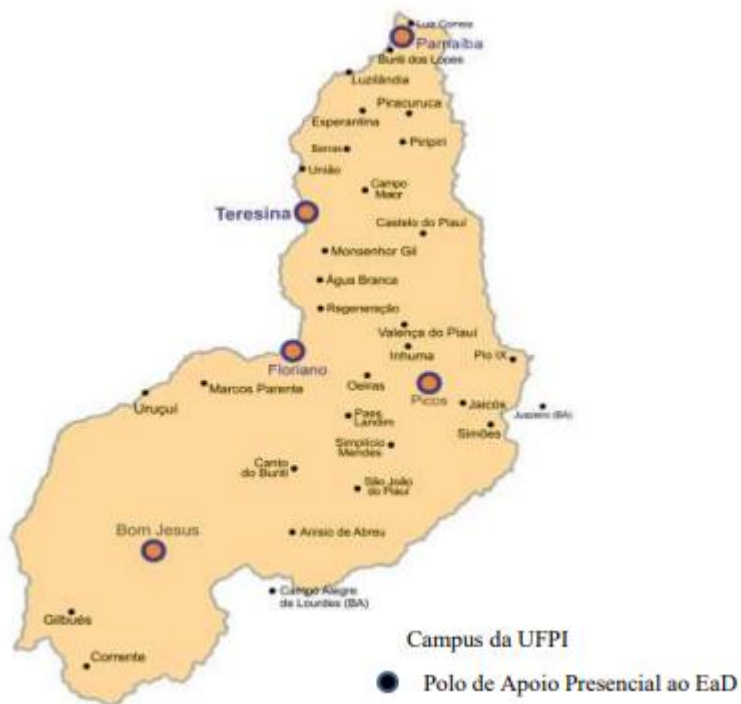 Luis Correia
Parnaíba
Buriti dos Lopes
Luzilândia
Piracuruca
Esperantina
Barras
Piripiri
União
Campo
Maior
Teresina
Castelo do Piauí
Monsenhor Gil
Água Branca
Regeneração
Valença do Piauí
Inhuma
Pio IX
Floriano
Oeiras
Picos
Marcos Parente
Uruçuí
Jaicós
Juazeiro (BA)
Paes
Landim
Simões
Simplício
Mendes
Canto
do Buriti
São João
do Piauí
Bom Jesus
Anísio de Abreu
Campo Alegre
de Lourdes (BA)
Gilbués
Corrente
Campus da UFPI
Polo de Apoio Presencial ao EaD